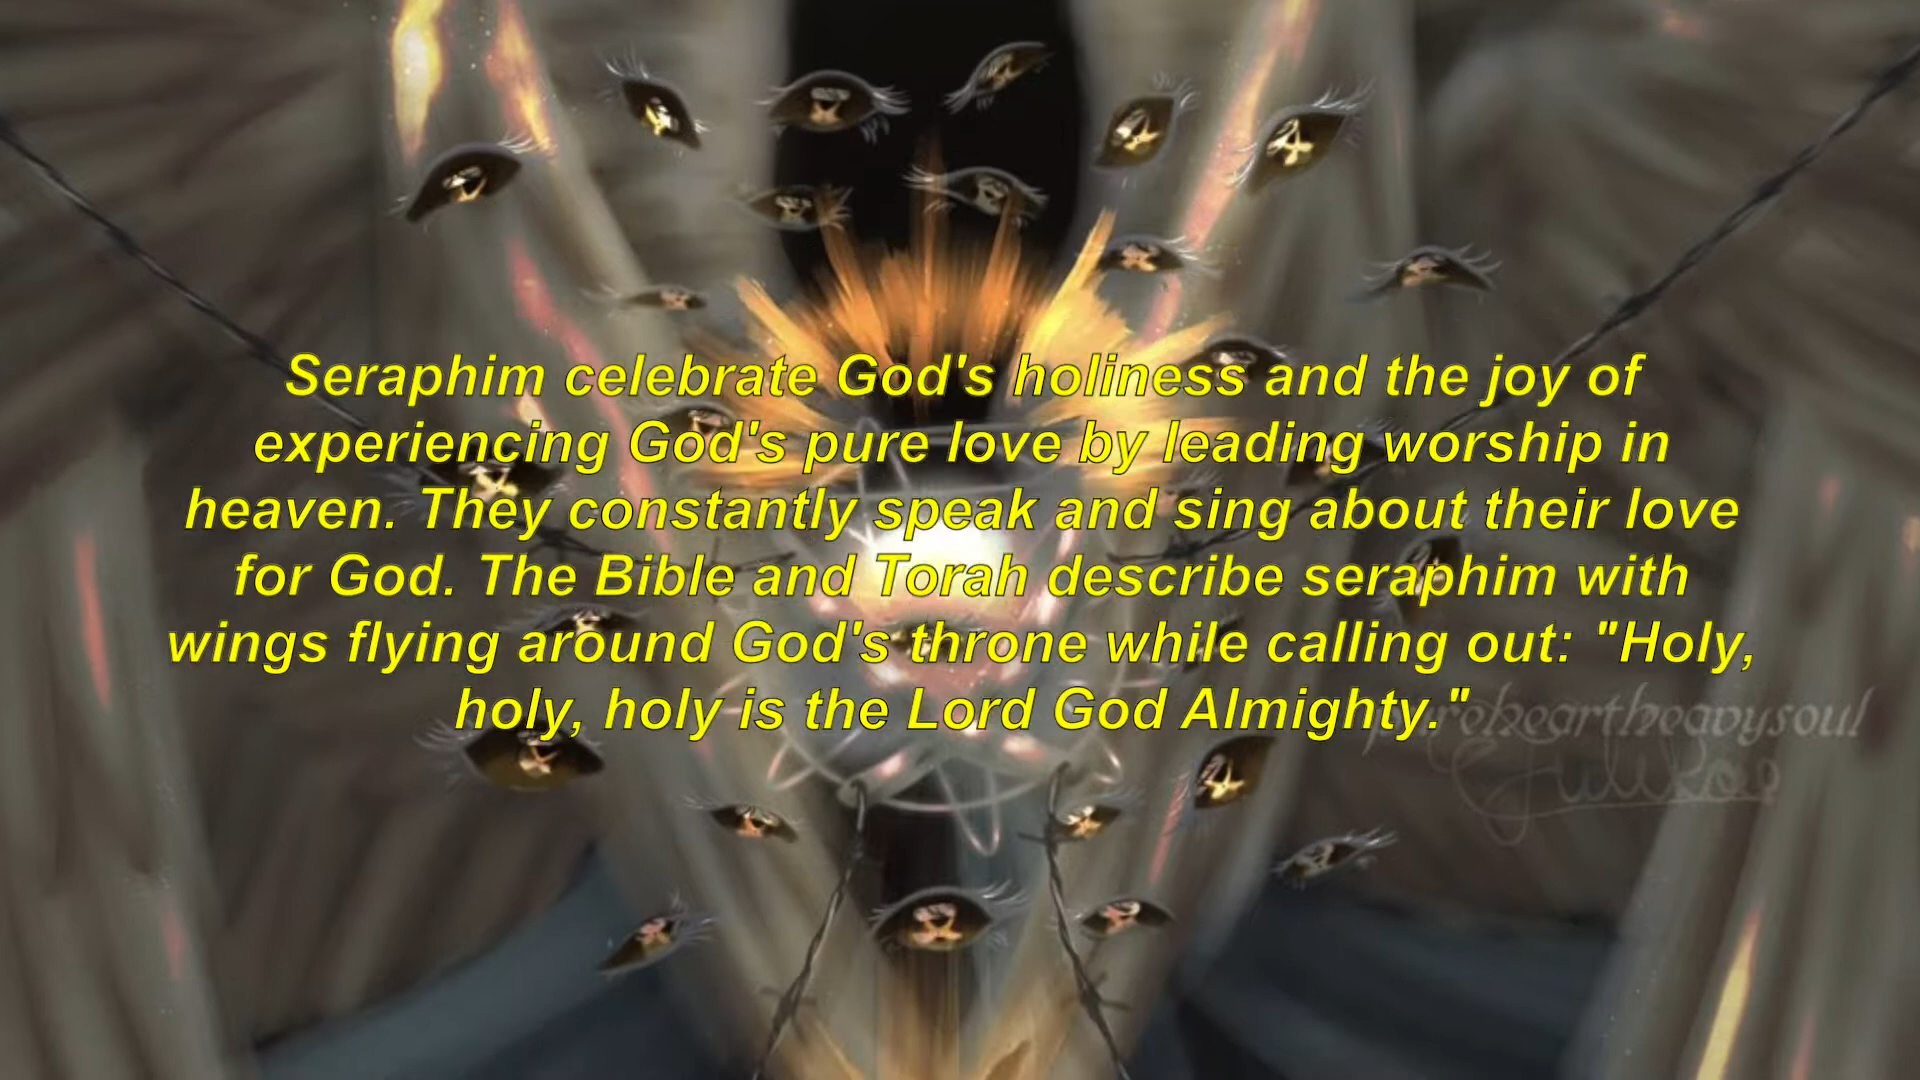 Seraphim celebrate God's holiness and the joy of
experiencing God's pure love by leading worship in
heaven. They constantly speak and sing about their love
for God. The Bible and Torah describe seraphim with
wings flying around God's throne while calling out: "Holy,
holy, holy is the Lord God Almighty."